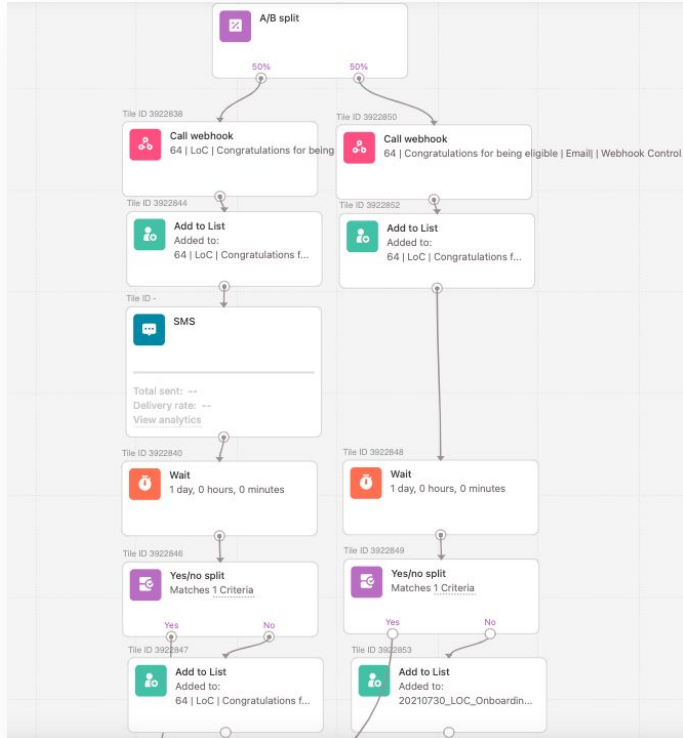 A/B split
50%
50%
Tile ID 3922838
Call webhook
64 | LoC | Congratulations for being
Tile ID 3922850
Call webhook
64 | Congratulations for being eligible | Email| | Webhook Control
Tile ID 3922844
Add to List
Added to:
64 | LoC | Congratulations f...
Tile ID 3922852
Add to List
Added to:
64 | LoC | Congratulations f...
Tile ID -
SMS
Total sent: --
Delivery rate: --
View analytics
Tile ID 3922840
Wait
1 day, 0 hours, 0 minutes
Tile ID 3922848
Wait
1 day, 0 hours, 0 minutes
Tile ID 3922846
Yes/no split
Matches 1 Criteria
Yes
No
Tile ID 3922849
Yes/no split
Matches 1 Criteria
Yes
No
Tile ID 3922847
Add to List
Added to:
64 | LoC | Congratulations f...
Tile ID 3922853
Add to List
Added to:
20210730_LOC_Onboardin...